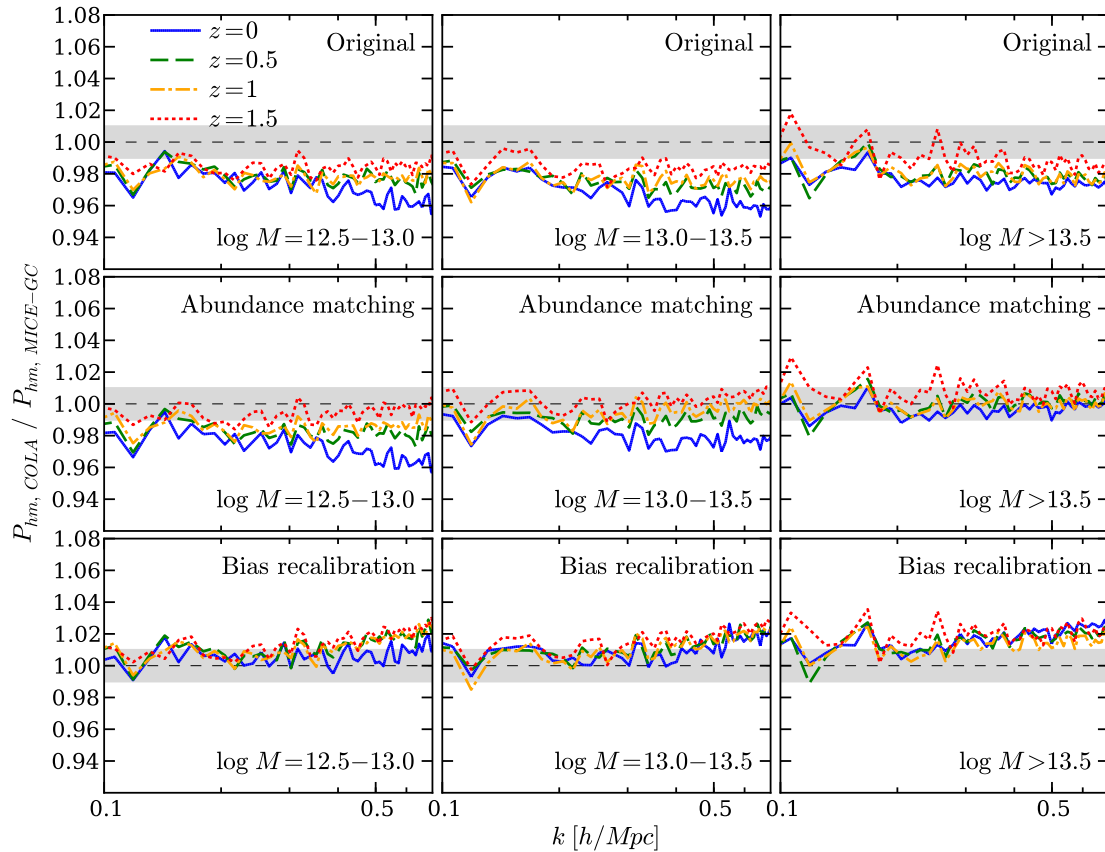 1.08
1.06
1.04
1.02
1.00
0.98
0.96
0.94
z=0
z=0.5
z=1
z=1.5
Original
log M=12.5−13.0
Original
log M=13.0−13.5
Original
log M>13.5
1.08
1.06
1.04
1.02
1.00
0.98
0.96
0.94
Abundance matching
log M=12.5−13.0
Abundance matching
log M=13.0−13.5
Abundance matching
log M>13.5
P_{hm, COLA} / P_{hm, MICE−GC}
1.08
1.06
1.04
1.02
1.00
0.98
0.96
0.94
Bias recalibration
log M=12.5−13.0
Bias recalibration
log M=13.0−13.5
Bias recalibration
log M>13.5
0.1 0.5 0.1 0.5 0.1 0.5
k [h/Mpc]